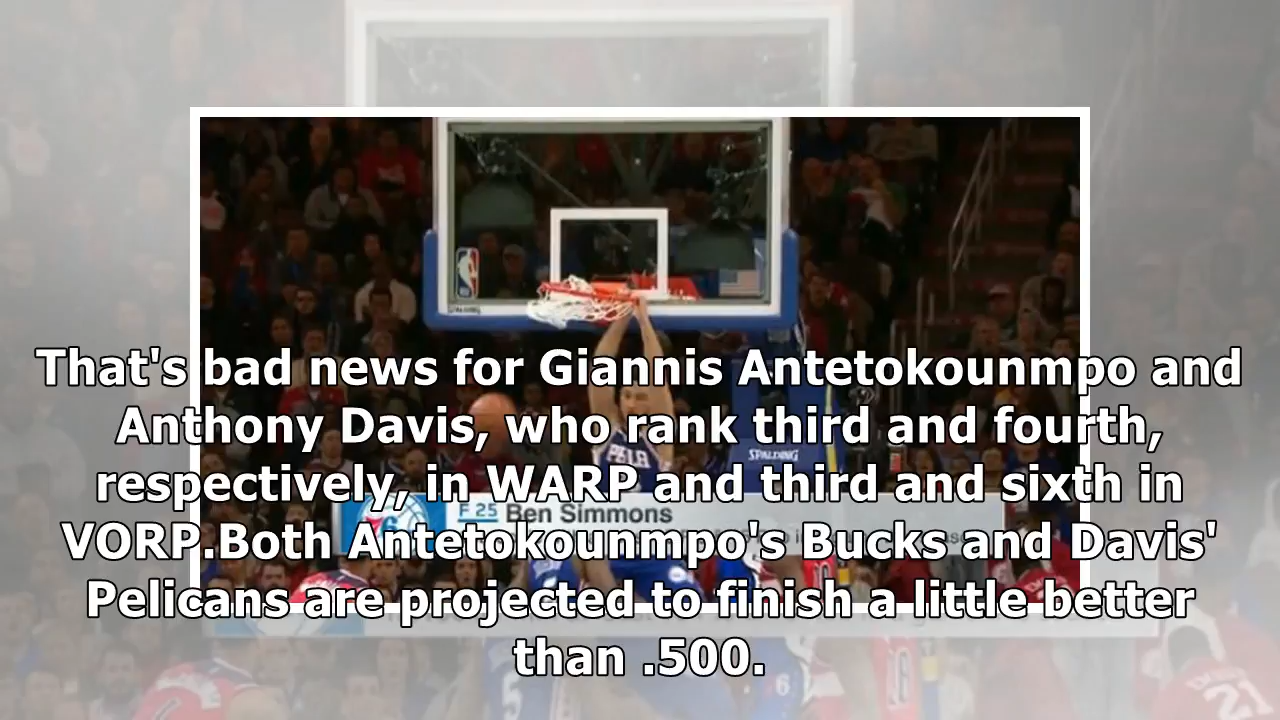 SPALDING
That's bad news for Giannis Antetokounmpo and
Anthony Davis, who rank third and fourth,
respectively, in WARP and third and sixth in
VORP.Both Antetokounmpo's Bucks and Davis'
Pelicans are projected to finish a little better
than .500.
PHILA
SPALDING
F 25 Ben Simmons